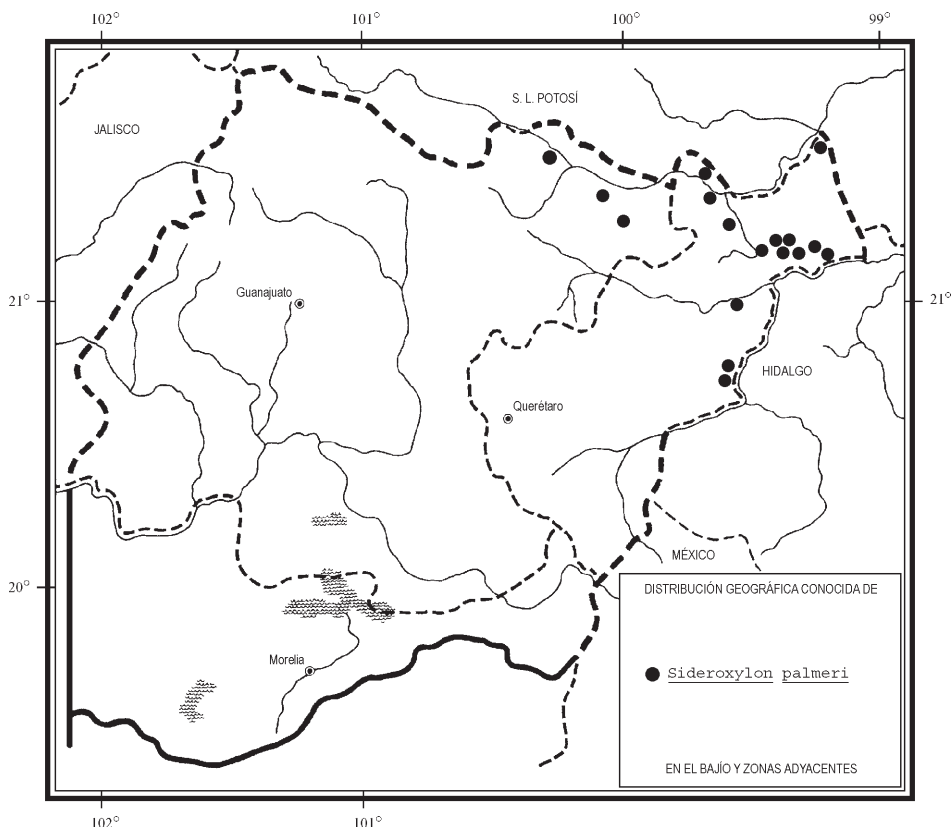 102°
101°
100°
99°
S. L. POTOSÍ
JALISCO
Guanajuato
21°
21°
HIDALGO
Querétaro
MÉXICO
20°
DISTRIBUCIÓN GEOGRÁFICA CONOCIDA DE
Sideroxylon palmeri
Morelia
EN EL BAJÍO Y ZONAS ADYACENTES
102°
101°